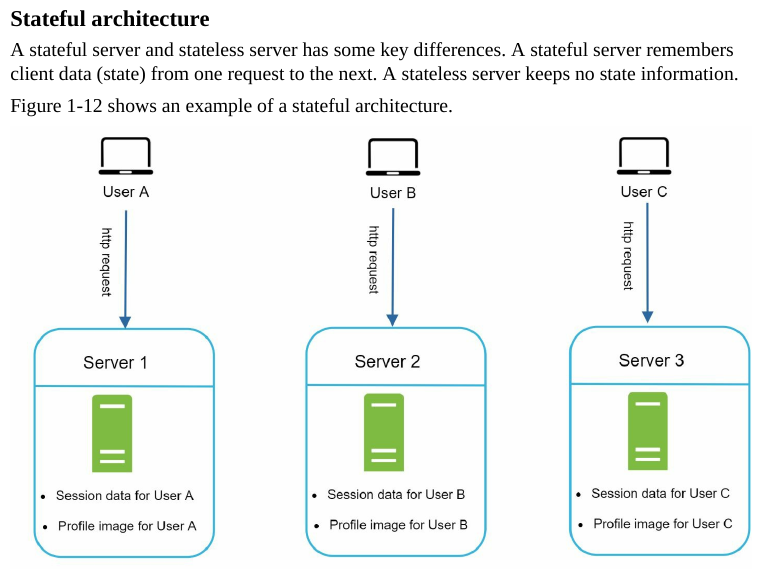 Stateful architecture
A stateful server and stateless server has some key differences. A stateful server remembers
client data (state) from one request to the next. A stateless server keeps no state information.
Figure 1-12 shows an example of a stateful architecture.
User A
User B
User C
http request
http request
http request
Server 1
Server 2
Server 3
• Session data for User A
• Profile image for User A
• Session data for User B
• Profile image for User B
• Session data for User C
• Profile image for User C